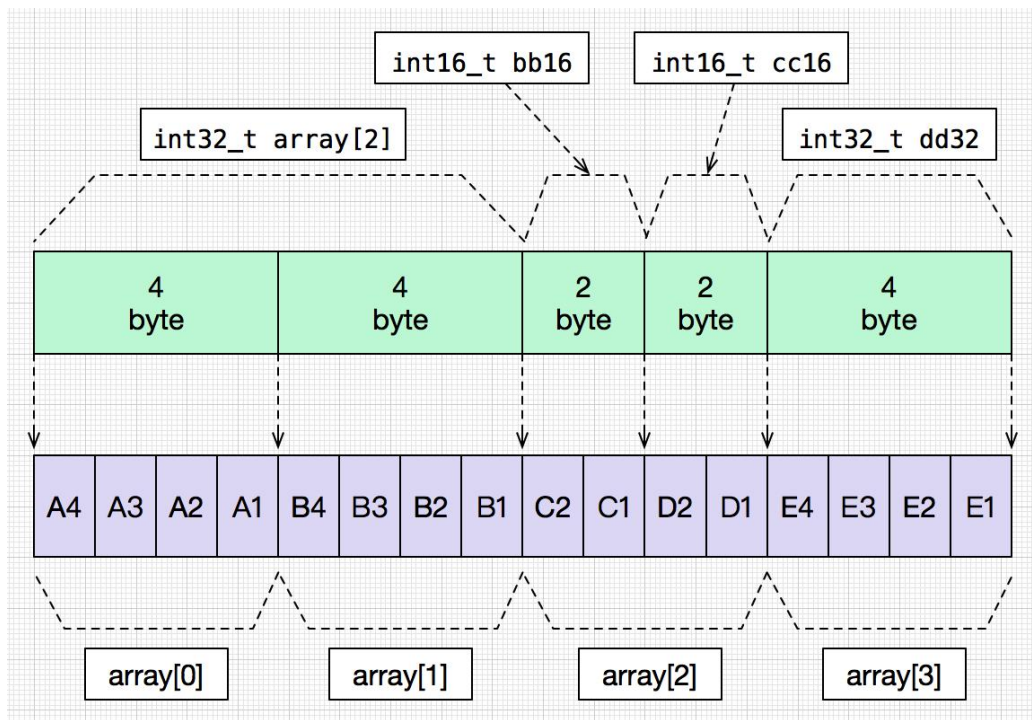 int16_t bb16
int16_t cc16
int32_t array[2]
int32_t dd32
4
byte
4
byte
2
byte
2
byte
4
byte
A4 A3 A2 A1 B4 B3 B2 B1 C2 C1 D2 D1 E4 E3 E2 E1
array[0]
array[1]
array[2]
array[3]